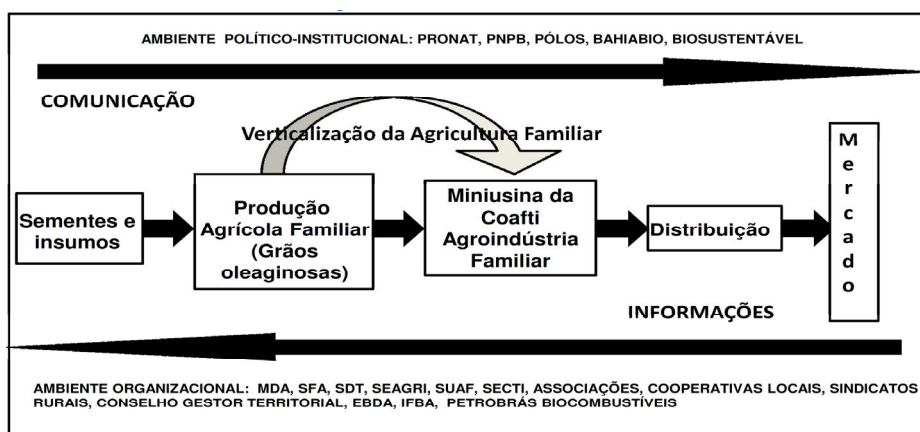 AMBIENTE POLÍTICO-INSTITUCIONAL: PRONAT, PNPB, PÓLOS, BAHIABIO, BIOSUSTENTÁVEL
COMUNICAÇÃO
Verticalização da Agricultura Familiar
Sementes e
insumos
Produção
Agrícola Familiar
(Grãos
oleaginosas)
Miniusina da
Coafti
Agroindústria
Familiar
Distribuição
M
e
r
c
a
d
o
INFORMAÇÕES
AMBIENTE ORGANIZACIONAL: MDA, SFA, SDT, SEAGRI, SUAF, SECTI, ASSOCIAÇÕES, COOPERATIVAS LOCAIS, SINDICATOS
RURAIS, CONSELHO GESTOR TERRITORIAL, EBDA, IFBA, PETROBRÁS BIOCOMBUSTÍVEIS